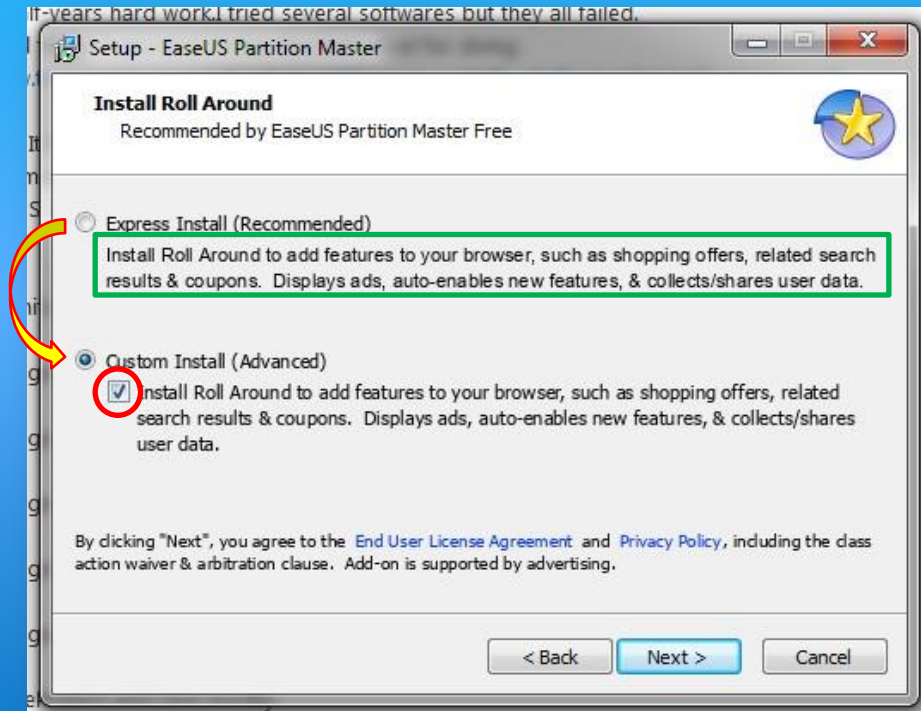 lf-years hard work.I tried several softwares but they all failed.
Setup - EaseUS Partition Master
Install Roll Around
Recommended by EaseUS Partition Master Free
Express Install (Recommended)
Install Roll Around to add features to your browser, such as shopping offers, related search
results & coupons. Displays ads, auto-enables new features, & collects/shares user data.
Custom Install (Advanced)
Install Roll Around to add features to your browser, such as shopping offers, related
search results & coupons. Displays ads, auto-enables new features, & collects/shares
user data.
By clicking "Next", you agree to the End User License Agreement and Privacy Policy, including the class
action waiver & arbitration clause. Add-on is supported by advertising.
< Back Next > Cancel